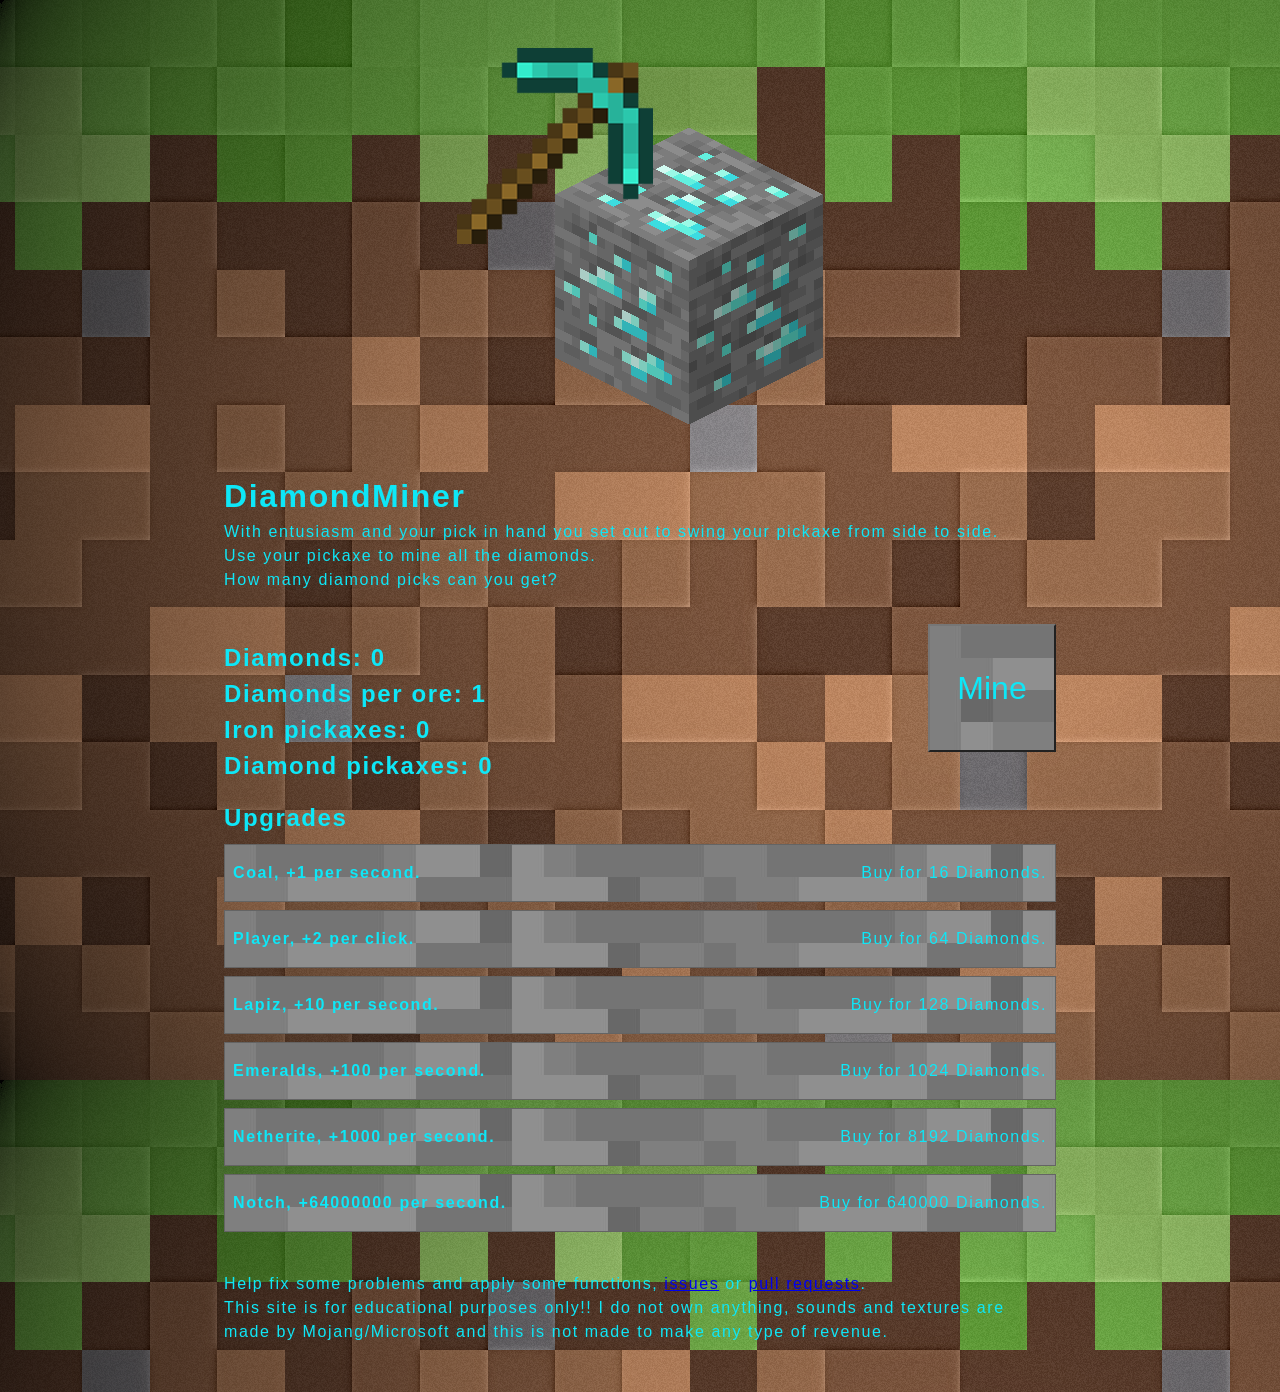 DiamondMiner
With entusiasm and your pick in hand you set out to swing your pickaxe from side to side.
Use your pickaxe to mine all the diamonds.
How many diamond picks can you get?
Diamonds: 0
Diamonds per ore: 1
Iron pickaxes: 0
Diamond pickaxes: 0
Mine
Upgrades
Coal, +1 per second. Buy for 16 Diamonds.
Player, +2 per click. Buy for 64 Diamonds.
Lapiz, +10 per second. Buy for 128 Diamonds.
Emeralds, +100 per second. Buy for 1024 Diamonds.
Netherite, +1000 per second. Buy for 8192 Diamonds.
Notch, +64000000 per second. Buy for 640000 Diamonds.
Help fix some problems and apply some functions, issues or pull requests.
This site is for educational purposes only!! I do not own anything, sounds and textures are
made by Mojang/Microsoft and this is not made to make any type of revenue.